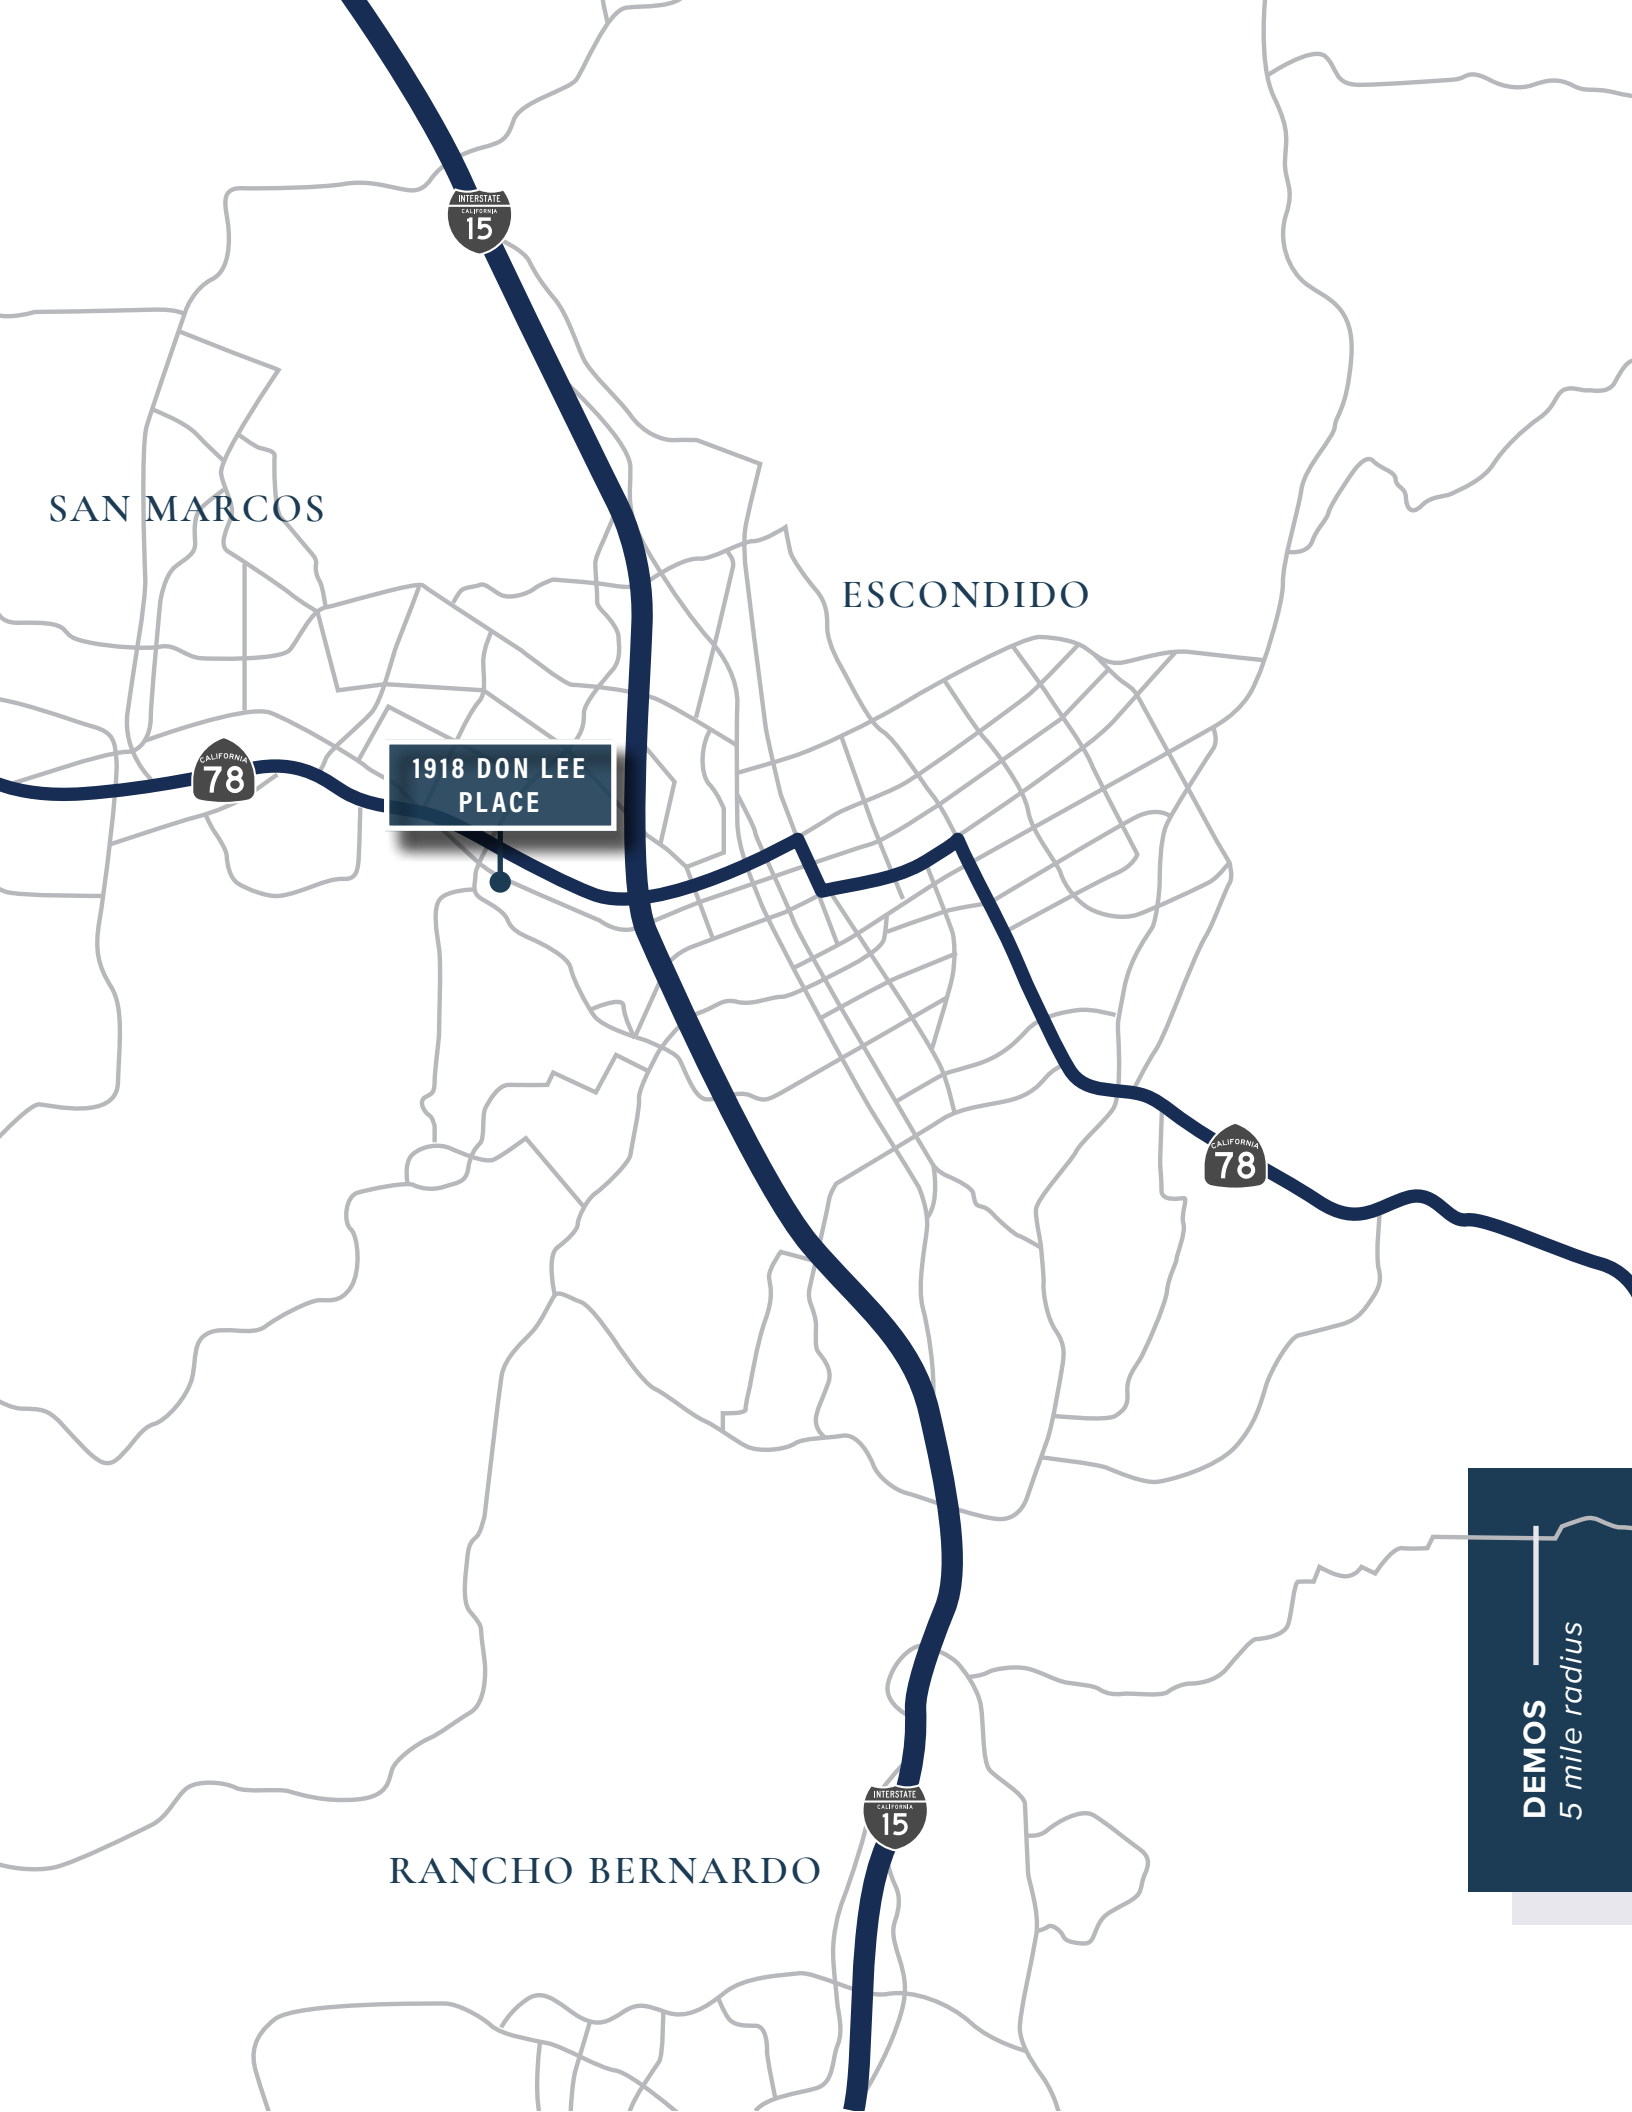 INTERSTATE
CALIFORNIA
15
SAN MARCOS
ESCONDIDO
CALIFORNIA
78
1918 DON LEE
PLACE
CALIFORNIA
78
DEMOS
5 mile radius
INTERSTATE
CALIFORNIA
15
RANCHO BERNARDO